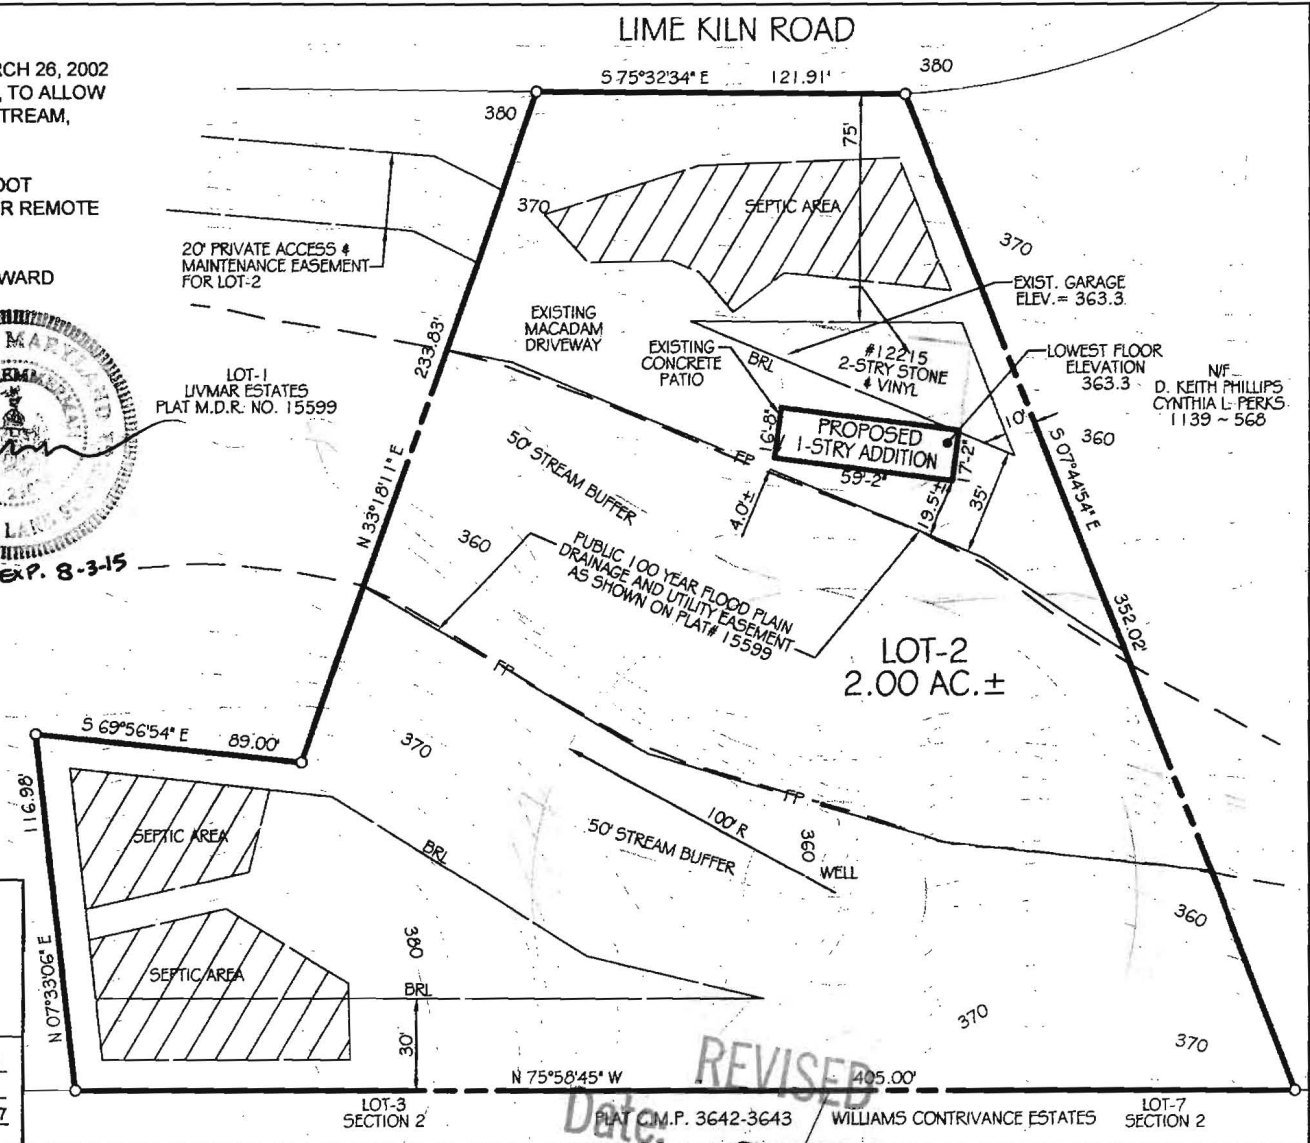 LIME KILN ROAD
RCH 26, 2002
, TO ALLOW
TREAM,
OOT
R REMOTE
WARD
S 75°32'34" E 121.91'
380
380
75'
SEPTIC AREA
370
370
20' PRIVATE ACCESS &
MAINTENANCE EASEMENT
FOR LOT-2
EXIST. GARAGE
ELEV.= 363.3
EXISTING
MACADAM
DRIVEWAY
EXISTING
CONCRETE
PATIO
BRL
#12215
2-STRY STONE
& VINYL
LOWEST FLOOR
ELEVATION
363.3
N/F
D. KEITH PHILLIPS
CYNTHIA L. PERKS
1139 ~ 568
MARYLAND
LAND
LOT-1
LIVMAR ESTATES
PLAT M.D.R. NO. 15599
233.83'
N 33°18'11" E
PROPOSED
1-STRY ADDITION
16'-8"
59'-2"
17'-2"
10'
360
S 07°44'54" E
352.02'
FP
4.0'±
19.5'±
35'
50' STREAM BUFFER
360
EXP. 8-3-15
PUBLIC 100 YEAR FLOOD PLAIN
DRAINAGE AND UTILITY EASEMENT
AS SHOWN ON PLAT# 15599
LOT-2
2.00 AC.±
FP
S 69°56'54" E 89.00'
370
116.98'
N 07°33'06" E
SEPTIC AREA
BRL
FP
100' R
50' STREAM BUFFER
360
WELL
360
SEPTIC AREA
380
BRL
30'
370
370
REVISED
Date:
N 75°58'45" W 405.00'
LOT-3
SECTION 2
PLAT C.M.P. 3642-3643
WILLIAMS CONTRIVANCE ESTATES
LOT-7
SECTION 2
7